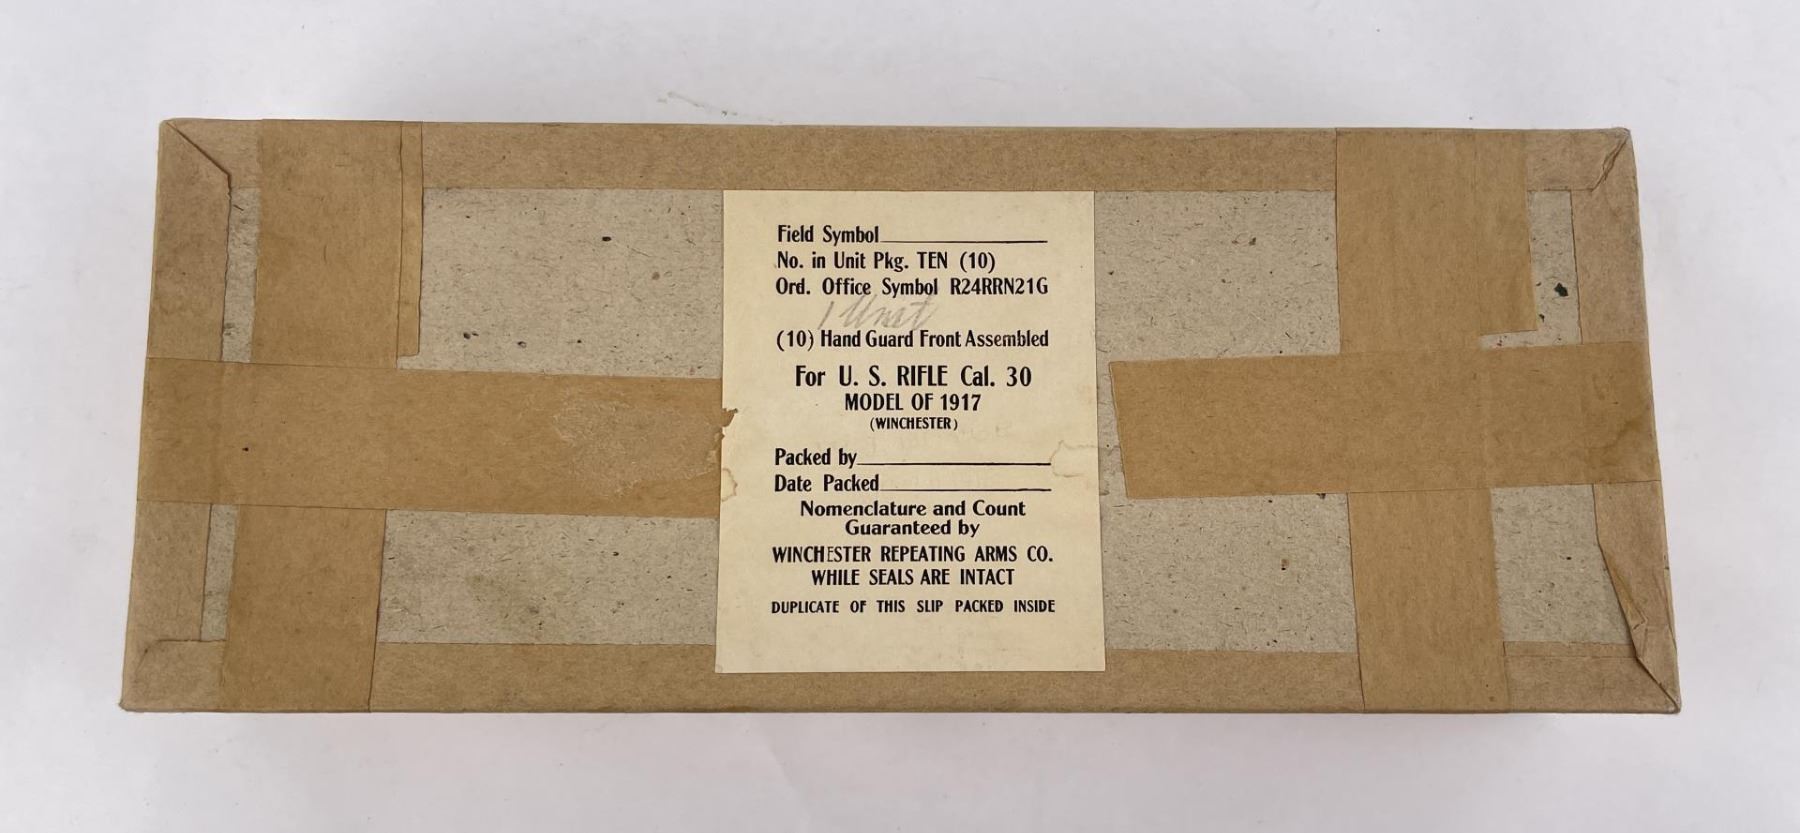 Field Symbol
No. in Unit Pkg. TEN (10)
Ord. Office Symbol R24RRN21G
1 Unit
(10) Hand Guard Front Assembled
For U. S. RIFLE Cal. 30
MODEL OF 1917
(WINCHESTER)
Packed by
Date Packed
Nomenclature and Count
Guaranteed by
WINCHESTER REPEATING ARMS CO.
WHILE SEALS ARE INTACT
DUPLICATE OF THIS SLIP PACKED INSIDE